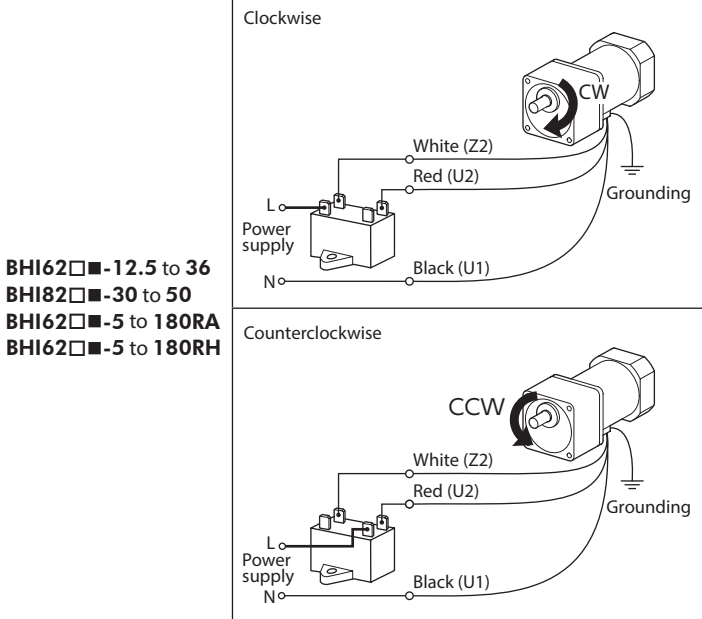 BHI62□■-12.5 to 36
BHI82□■-30 to 50
BHI62□■-5 to 180RA
BHI62□■-5 to 180RH
Clockwise
CW
White (Z2)
Red (U2)
Grounding
L
Power
supply
Black (U1)
N
Counterclockwise
CCW
White (Z2)
Red (U2)
Grounding
L
Power
supply
Black (U1)
N